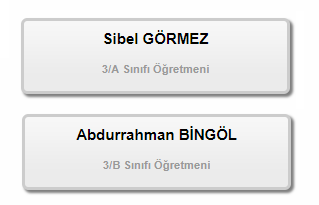 Sibel GÖRMEZ
3/A Sınıfı Öğretmeni
Abdurrahman BİNGÖL
3/B Sınıfı Öğretmeni